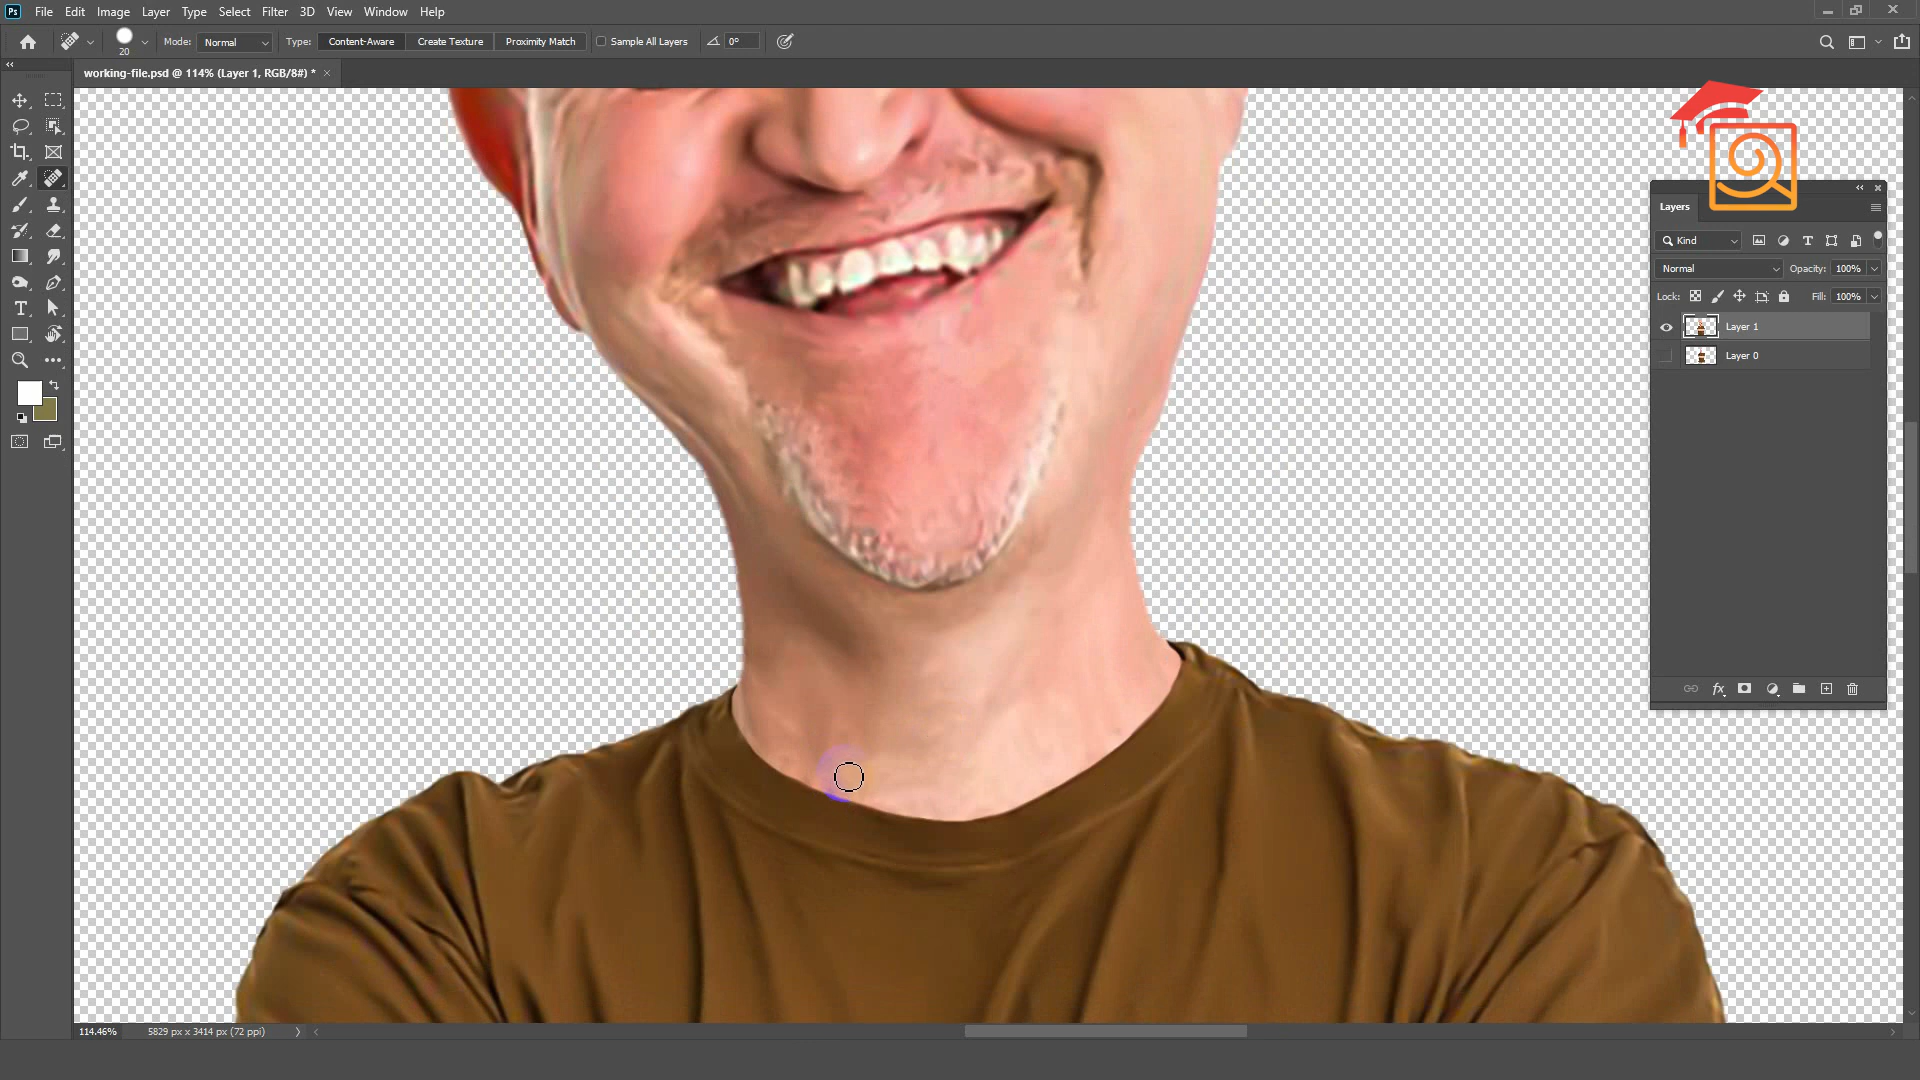 Ps File Edit Image Layer Type Select Filter 3D View Window Help
20 Mode: Normal Type: Content-Aware Create Texture Proximity Match Sample All Layers 0°
working-file.psd @ 114% (Layer 1, RGB/8#) * ×
Layers
Kind
Normal Opacity: 100%
Lock: Fill: 100%
Layer 1
Layer 0
fx
114.46% 5829 px x 3414 px (72 ppi)